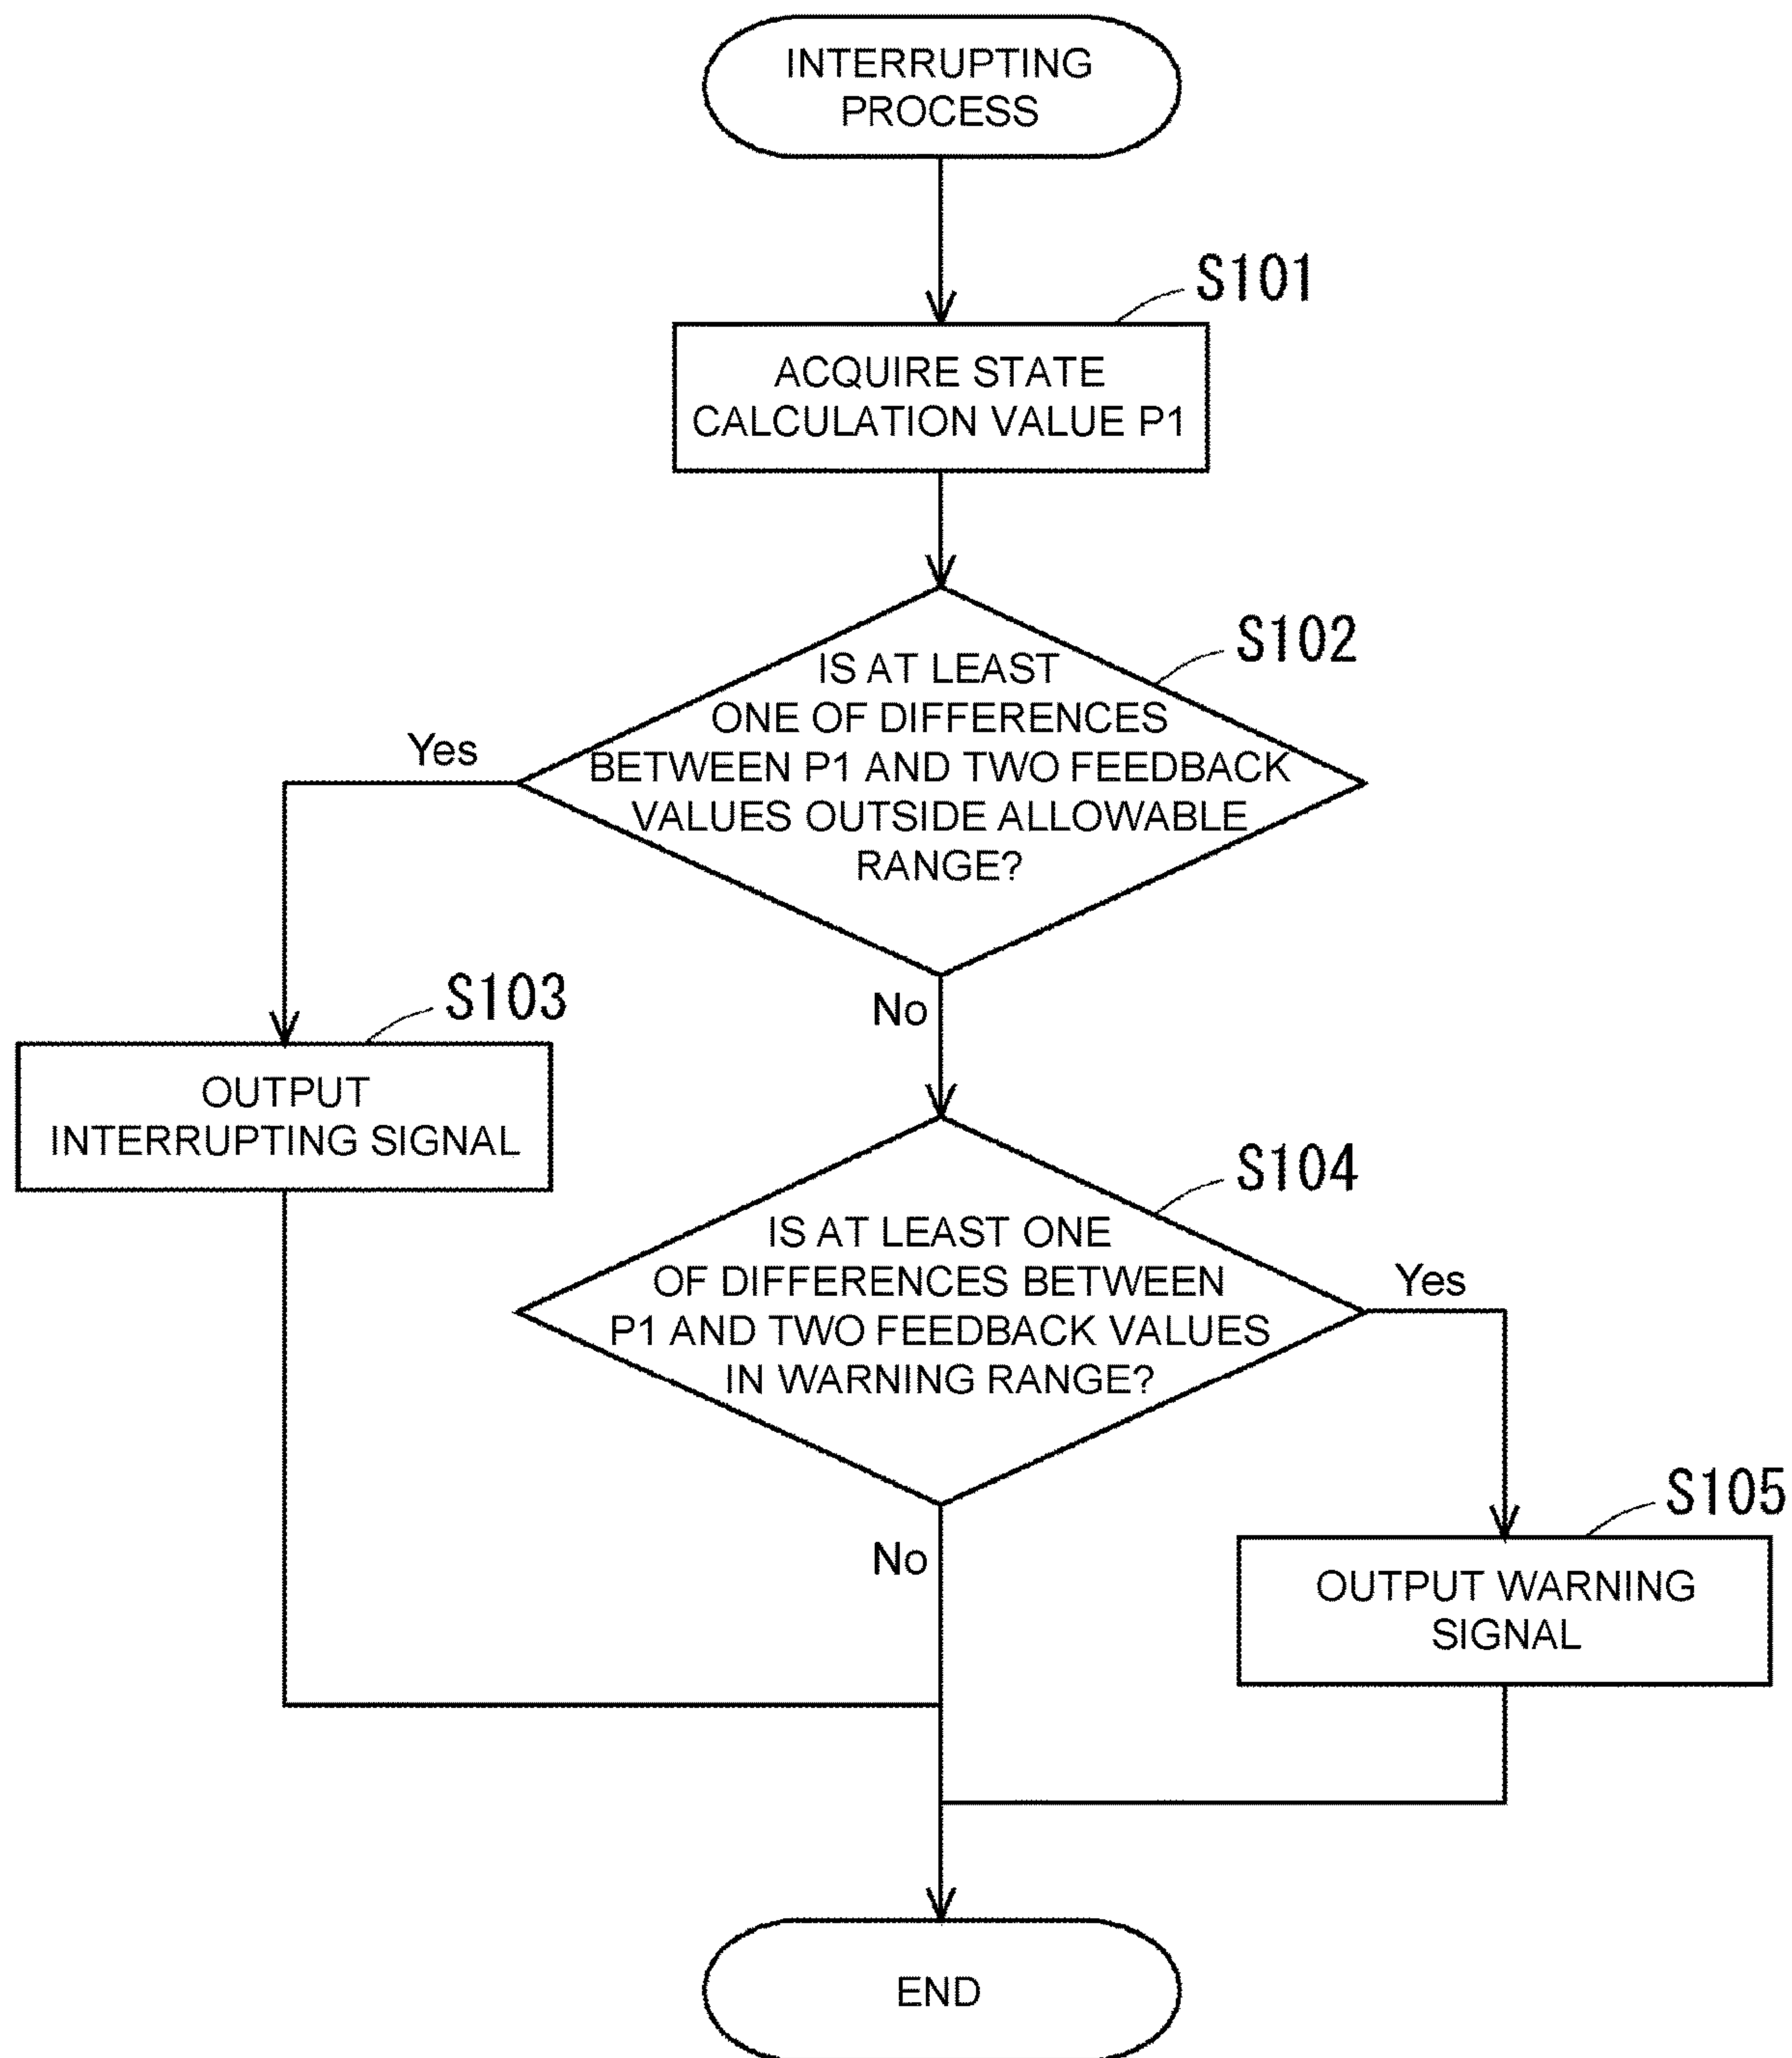 INTERRUPTING
PROCESS
S101
ACQUIRE STATE
CALCULATION VALUE P1
S102
IS AT LEAST
ONE OF DIFFERENCES
BETWEEN P1 AND TWO FEEDBACK
VALUES OUTSIDE ALLOWABLE
RANGE?
Yes
No
S103
OUTPUT
INTERRUPTING SIGNAL
S104
IS AT LEAST ONE
OF DIFFERENCES BETWEEN
P1 AND TWO FEEDBACK VALUES
IN WARNING RANGE?
Yes
No
S105
OUTPUT WARNING
SIGNAL
END